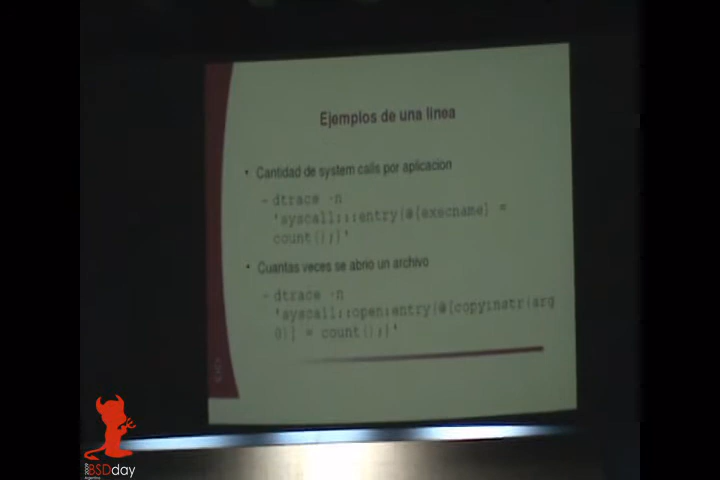 Ejemplos de una linea
• Cantidad de system calls por aplicacion
– dtrace -n
'syscall:::entry{@[execname] =
count();}'
• Cuantas veces se abrio un archivo
– dtrace -n
'syscall::open:entry{@[copyinstr(arg
0)] = count();}'
BSDday
Argentina